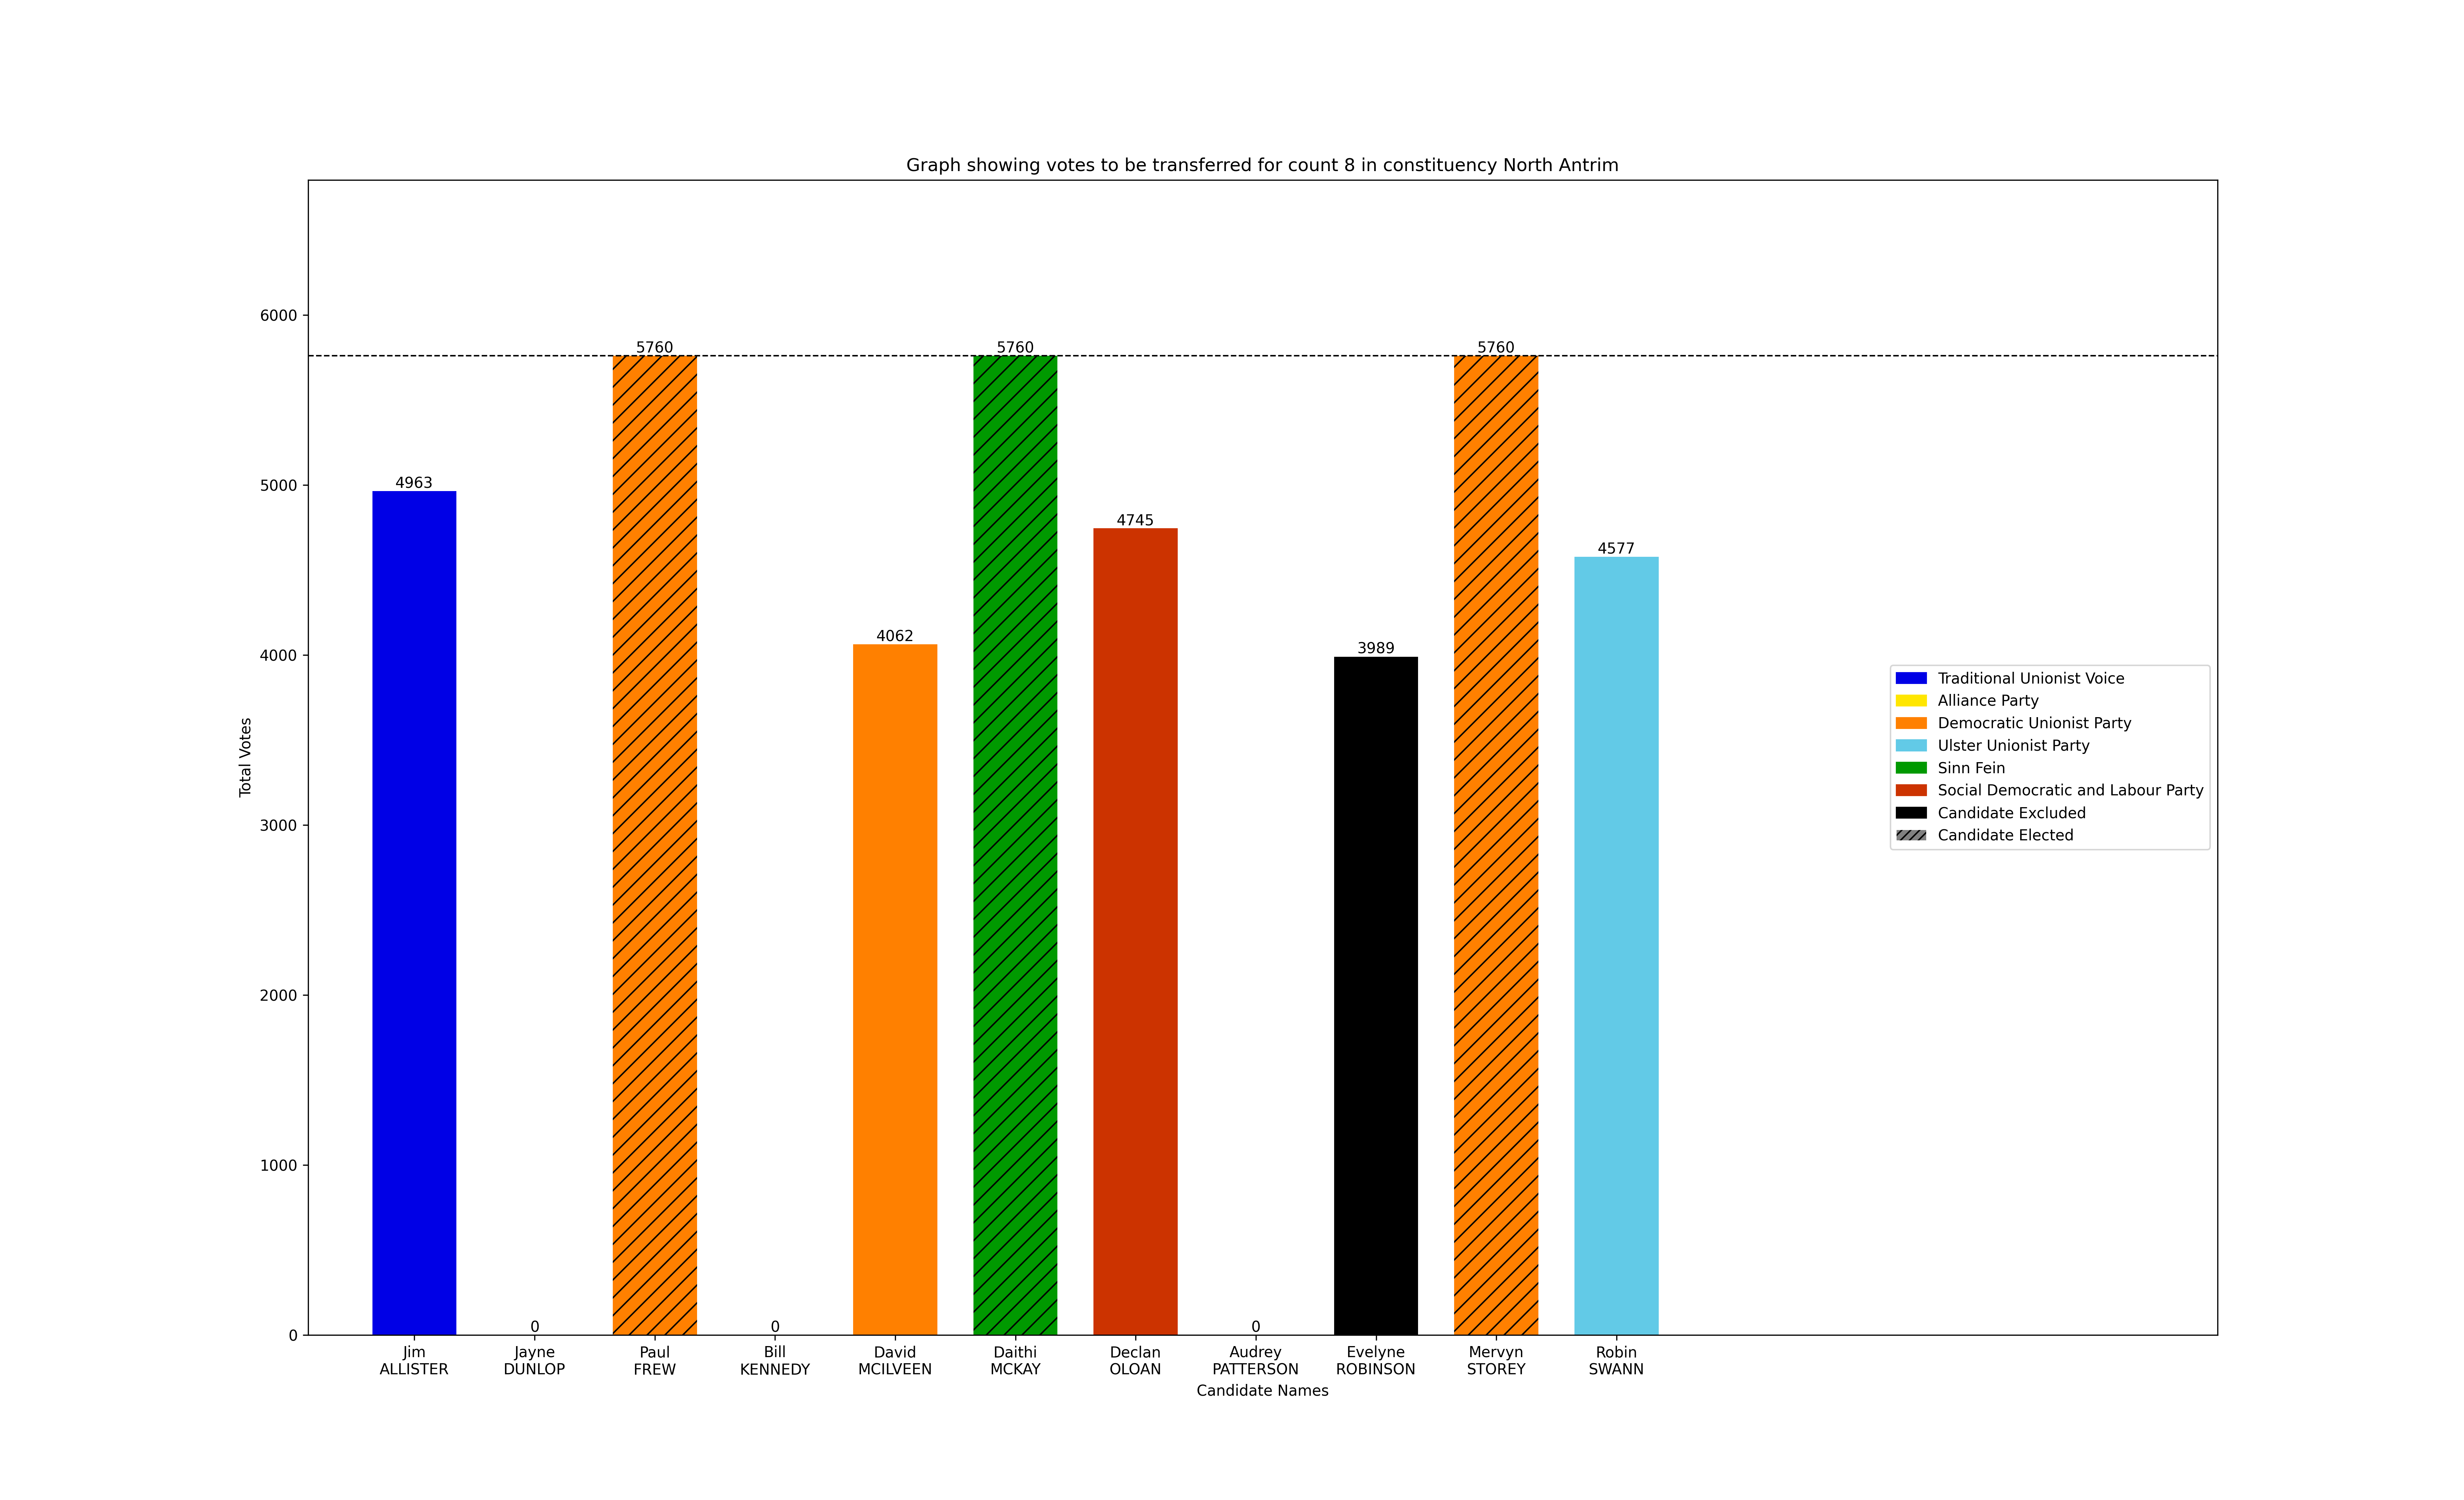 Graph showing votes to be transferred for count 8 in constituency North Antrim
6000
5000
4000
3000
2000
1000
0
Total Votes
4963
0
5760
0
4062
5760
4745
0
3989
5760
4577
Traditional Unionist Voice
Alliance Party
Democratic Unionist Party
Ulster Unionist Party
Sinn Fein
Social Democratic and Labour Party
Candidate Excluded
Candidate Elected
Jim
ALLISTER
Jayne
DUNLOP
Paul
FREW
Bill
KENNEDY
David
MCILVEEN
Daithi
MCKAY
Declan
OLOAN
Audrey
PATTERSON
Evelyne
ROBINSON
Mervyn
STOREY
Robin
SWANN
Candidate Names